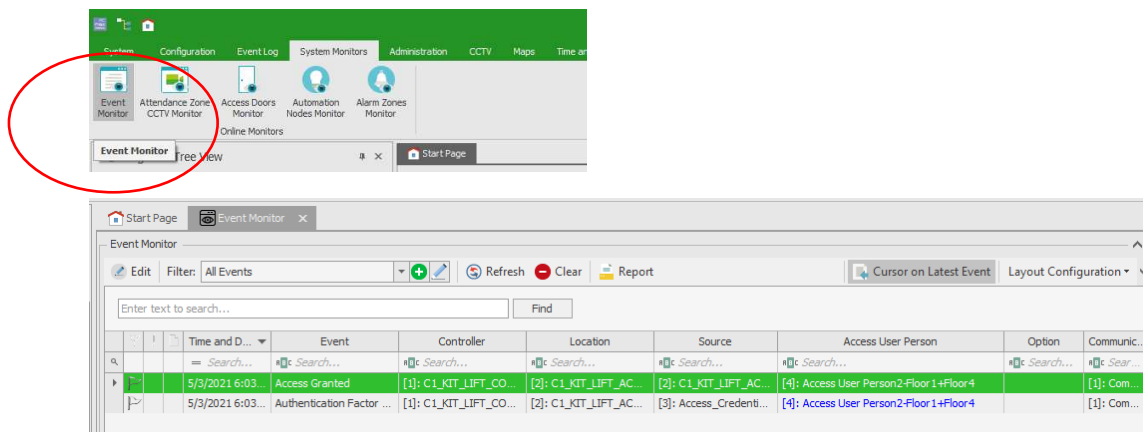 System Configuration Event Log System Monitors Administration CCTV Maps Time an
Event Monitor
Attendance Zone CCTV Monitor
Access Doors Monitor
Automation Nodes Monitor
Alarm Zones Monitor
Online Monitors
Event Monitor
Tree View
Start Page
Start Page Event Monitor
Event Monitor
Edit Filter: All Events Refresh Clear Report Cursor on Latest Event Layout Configuration
Enter text to search... Find
Time and D... Event Controller Location Source Access User Person Option Communic...
= Search... Search... Search... Search... Search... Search... Search... Sear...
5/3/2021 6:03... Access Granted [1]: C1_KIT_LIFT_CO... [2]: C1_KIT_LIFT_AC... [2]: C1_KIT_LIFT_AC... [4]: Access User Person2-Floor1+Floor4 [1]: Com...
5/3/2021 6:03... Authentication Factor ... [1]: C1_KIT_LIFT_CO... [2]: C1_KIT_LIFT_AC... [3]: Access_Credenti... [4]: Access User Person2-Floor1+Floor4 [1]: Com...